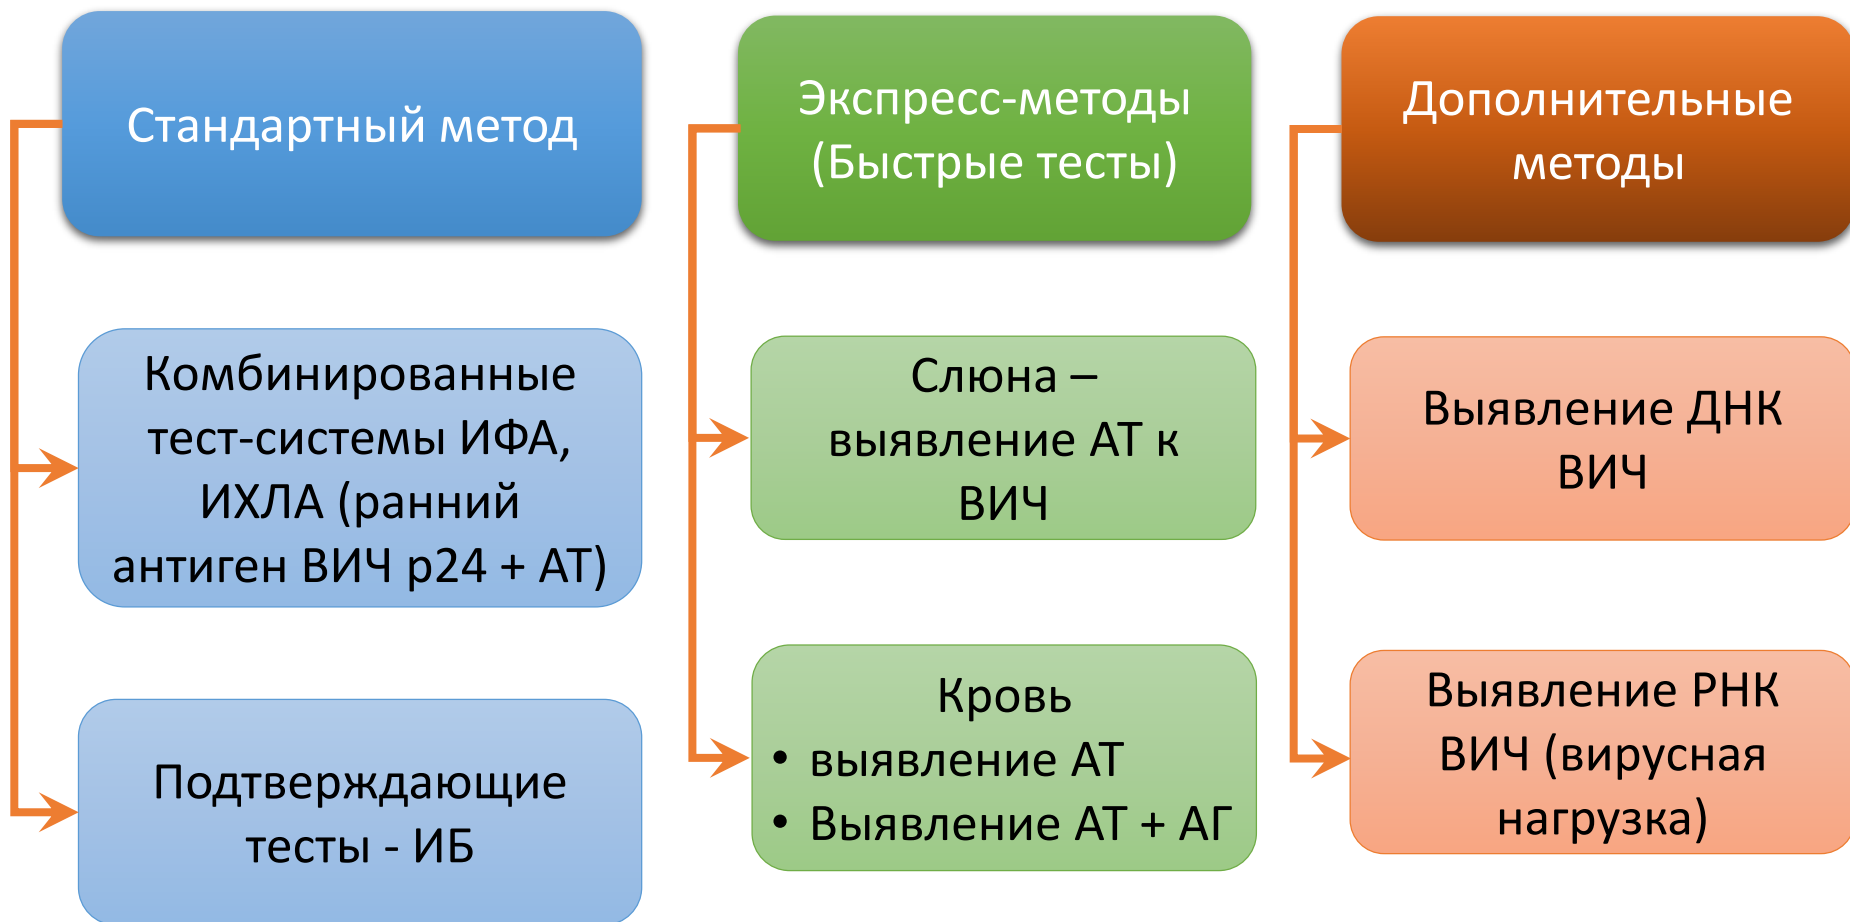 Стандартный метод
Комбинированные
тест-системы ИФА,
ИХЛА (ранний
антиген ВИЧ р24 + АТ)
Подтверждающие
тесты - ИБ
Экспресс-методы
(Быстрые тесты)
Слюна –
выявление АТ к
ВИЧ
Кровь
• выявление АТ
• Выявление АТ + АГ
Дополнительные
методы
Выявление ДНК
ВИЧ
Выявление РНК
ВИЧ (вирусная
нагрузка)